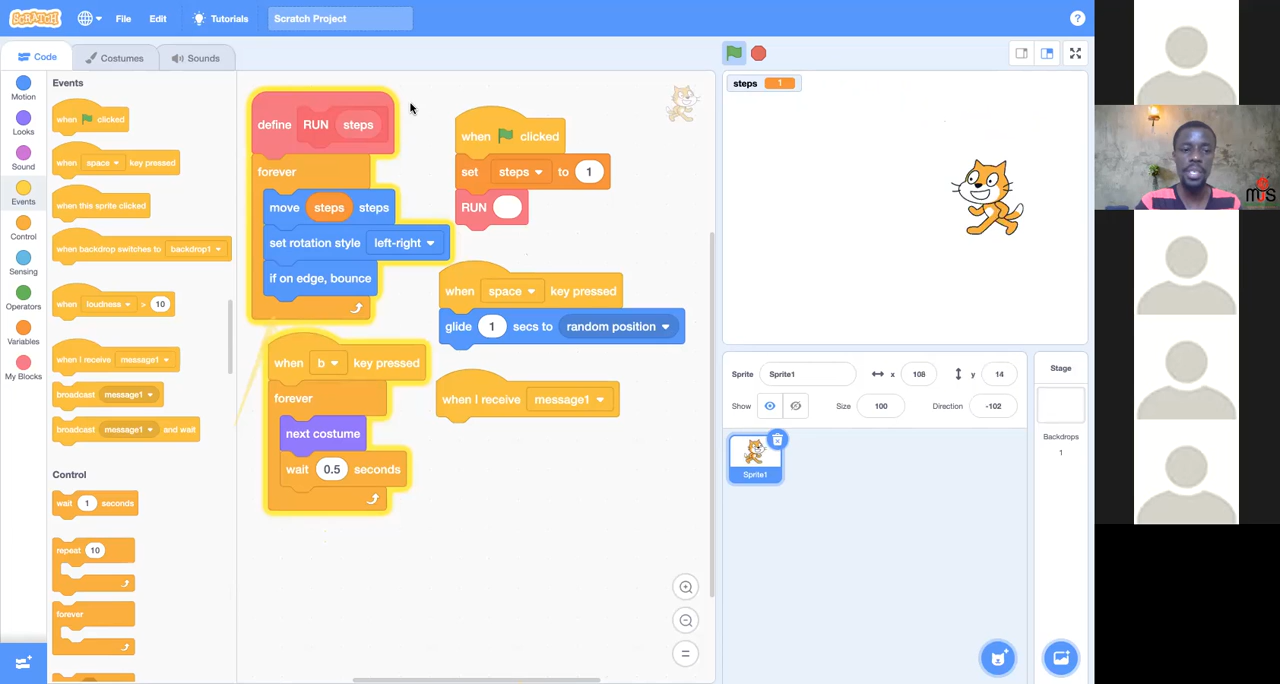 SCRATCH File Edit Tutorials Scratch Project ?
Code Costumes Sounds
Motion
Looks
Sound
Events
Control
Sensing
Operators
Variables
My Blocks
Events
when clicked
when space key pressed
when this sprite clicked
when backdrop switches to backdrop1
when loudness > 10
when I receive message1
broadcast message1
broadcast message1 and wait
Control
wait 1 seconds
repeat 10
forever
define RUN steps
forever
move steps steps
set rotation style left-right
if on edge, bounce
when b key pressed
forever
next costume
wait 0.5 seconds
when clicked
set steps to 1
RUN
when space key pressed
glide 1 secs to random position
when I receive message1
steps 1
Sprite Sprite1 x 108 y 14
Show Size 100 Direction -102
Sprite1
Stage
Backdrops
1
MJS